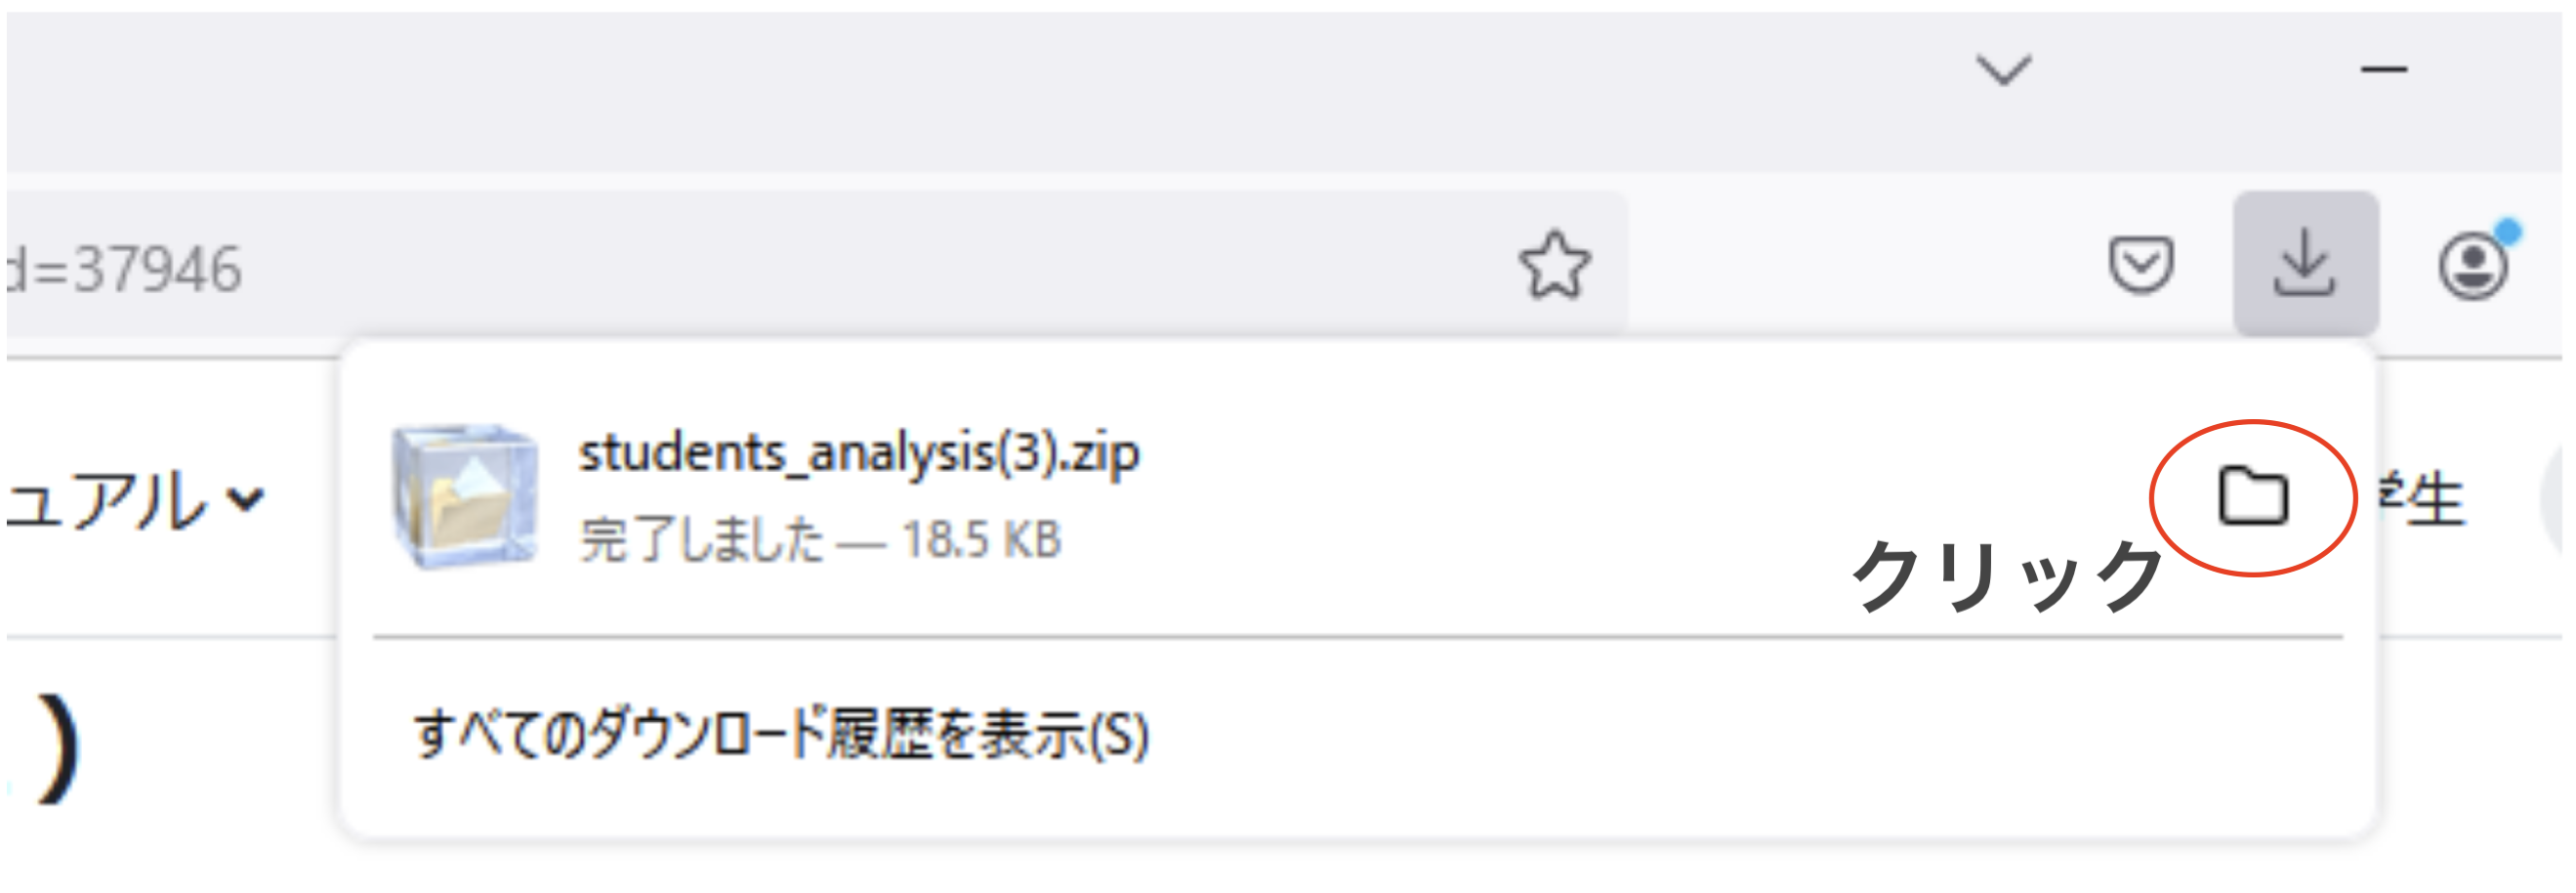 d=37946
ュアル
students_analysis(3).zip
完了しました — 18.5 KB
クリック
学生
すべてのダウンロード履歴を表示(S)
)